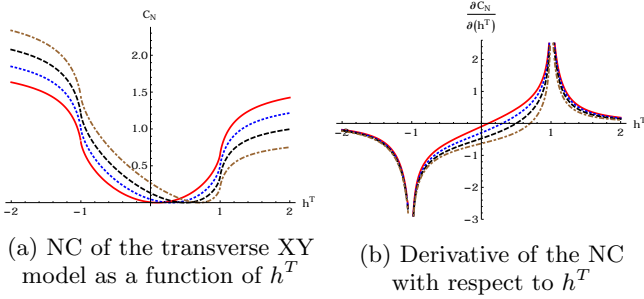 C_N
2.0
1.5
1.0
0.5
-2
-1
0
1
2
h^T
∂C_N
∂(h^T)
2
1
-2
-1
0
1
2
h^T
-1
-2
-3
(a) NC of the transverse XY
model as a function of h^T
(b) Derivative of the NC
with respect to h^T